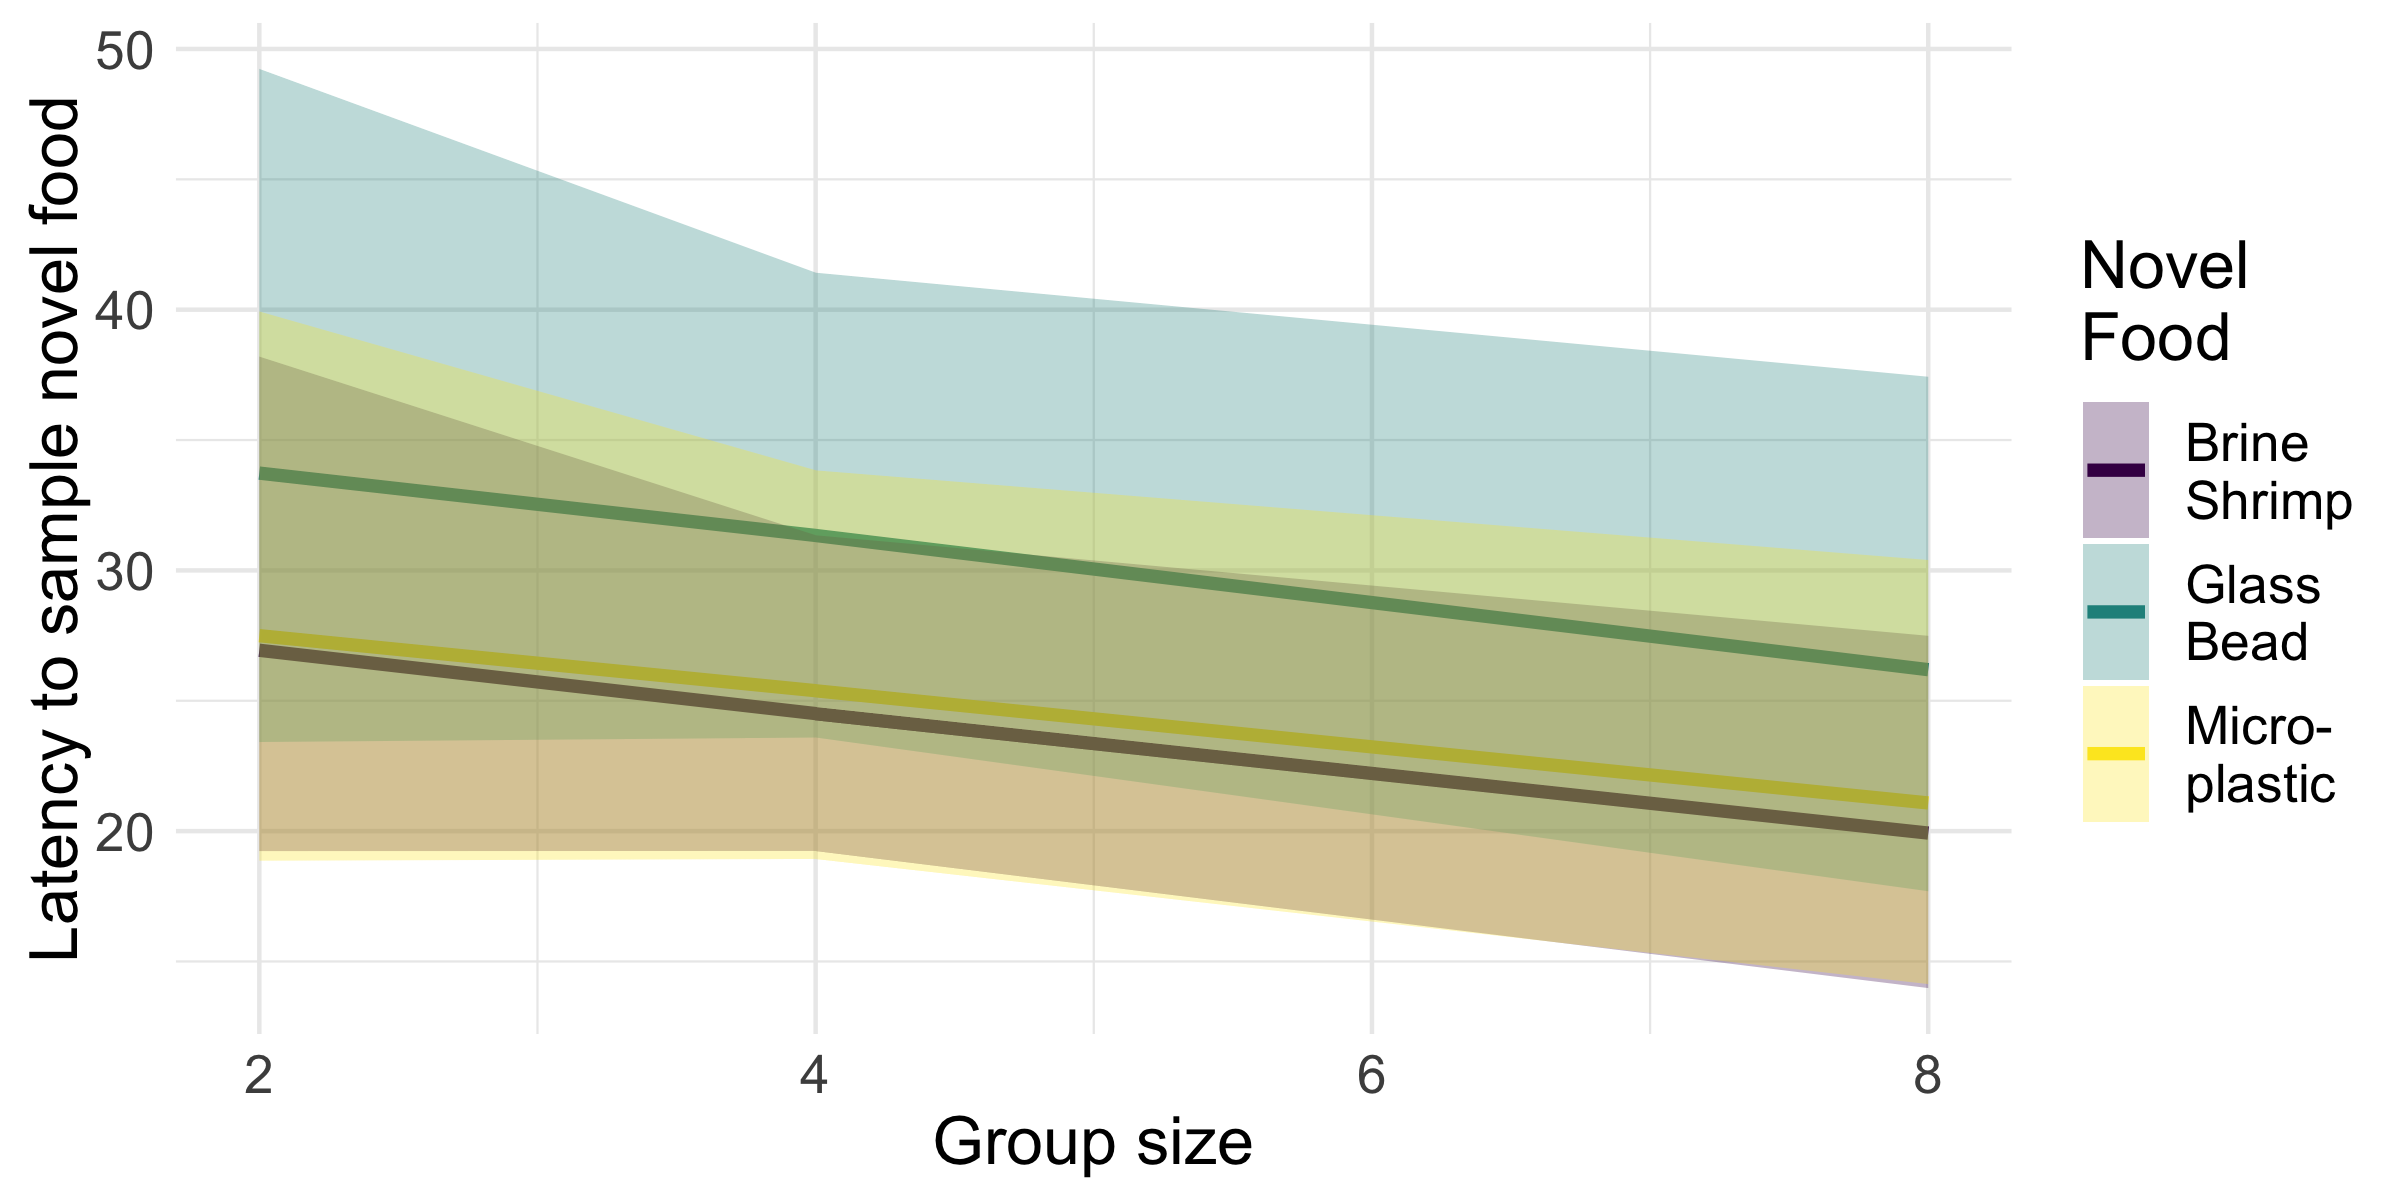 Latency to sample novel food
50
40
30
20
2
4
6
8
Group size
Novel
Food
Brine
Shrimp
Glass
Bead
Micro-
plastic